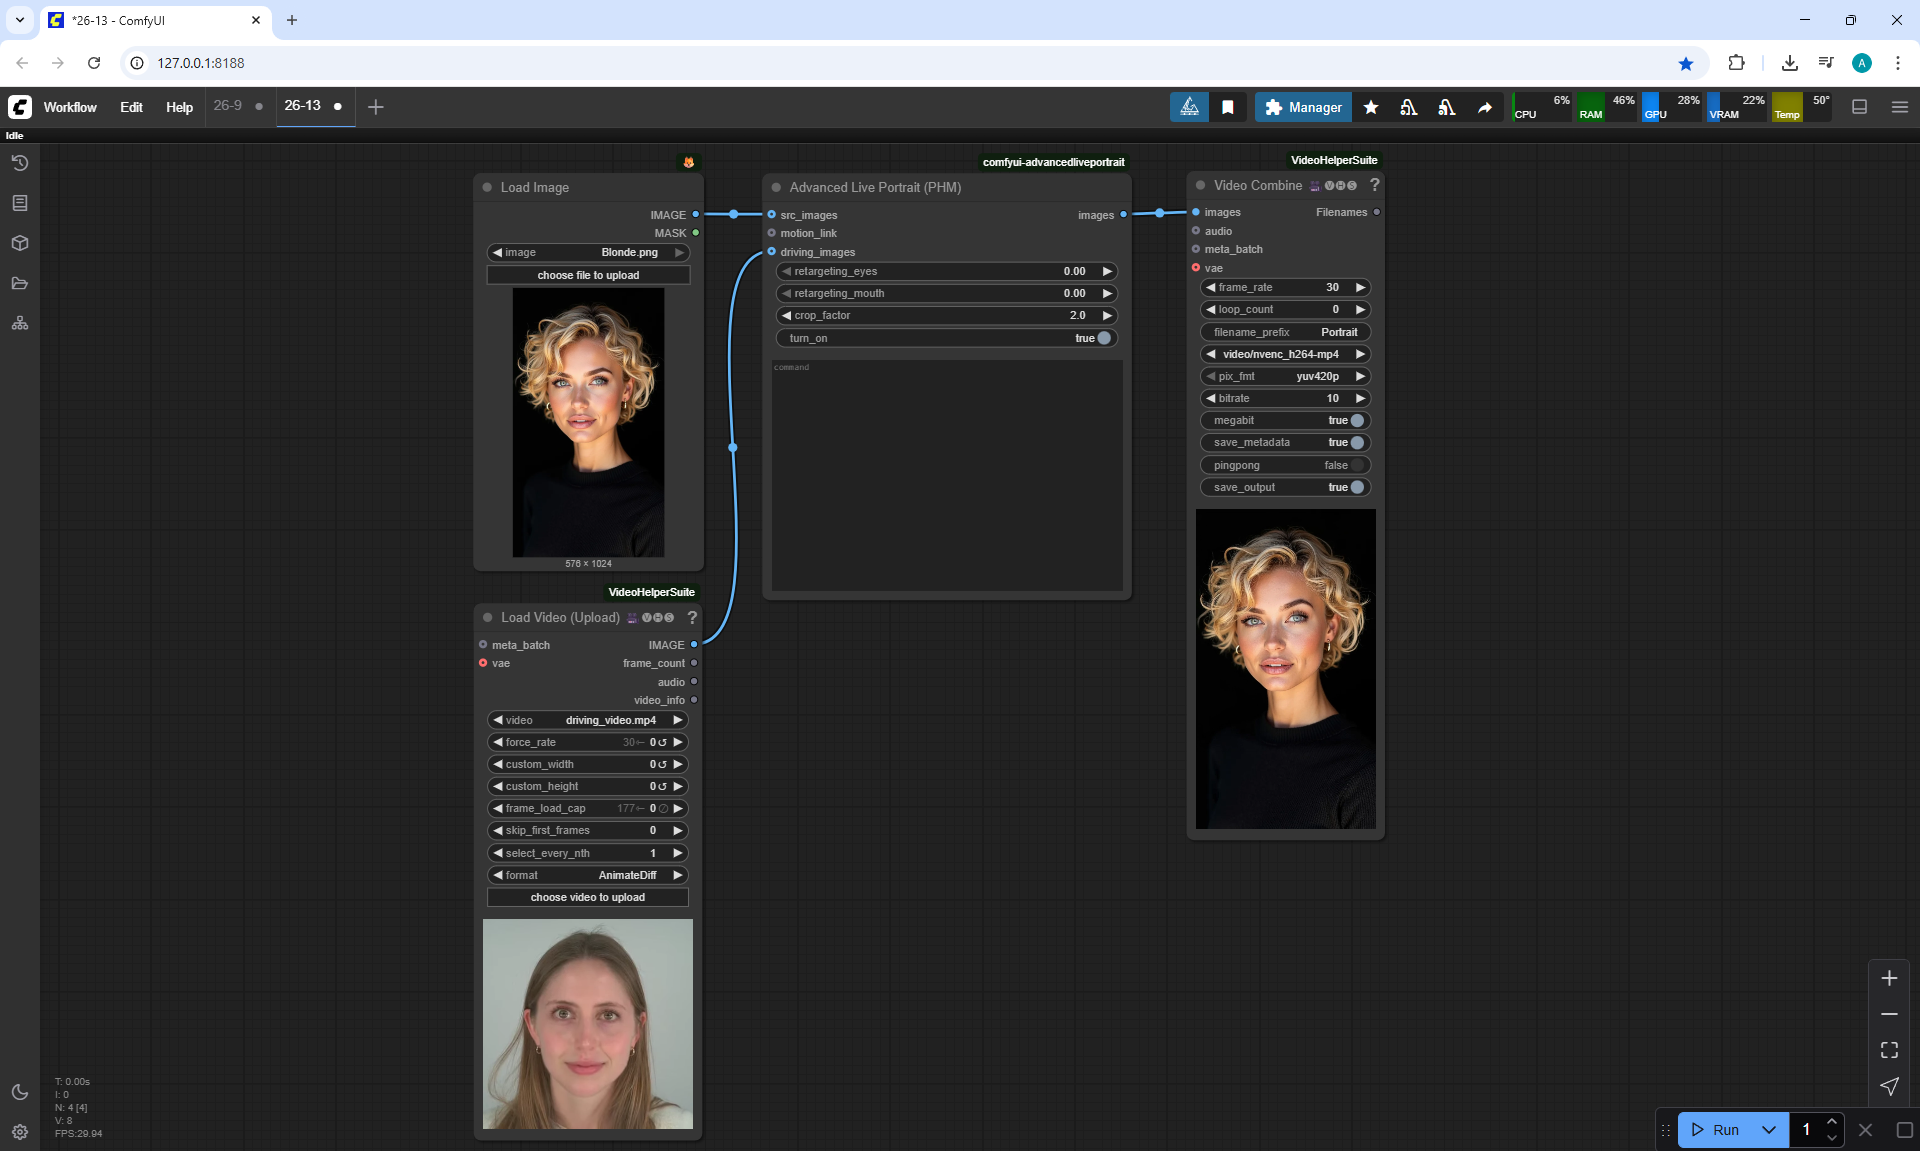 *26-13 - ComfyUI
127.0.0.1:8188
A
Workflow
Edit
Help
26-9
26-13
Manager
6%
CPU
46%
RAM
28%
GPU
22%
VRAM
50°
Temp
Idle
Load Image
IMAGE
MASK
image
Blonde.png
choose file to upload
576 × 1024
comfyui-advancedliveportrait
Advanced Live Portrait (PHM)
src_images
images
motion_link
driving_images
retargeting_eyes
0.00
retargeting_mouth
0.00
crop_factor
2.0
turn_on
true
command
VideoHelperSuite
Video Combine VHS
?
images
Filenames
audio
meta_batch
vae
frame_rate
30
loop_count
0
filename_prefix
Portrait
video/nvenc_h264-mp4
pix_fmt
yuv420p
bitrate
10
megabit
true
save_metadata
true
pingpong
false
save_output
true
VideoHelperSuite
Load Video (Upload) VHS
?
meta_batch
IMAGE
vae
frame_count
audio
video_info
video
driving_video.mp4
force_rate
30← 0↺
custom_width
0↺
custom_height
0↺
frame_load_cap
177← 0∅
skip_first_frames
0
select_every_nth
1
format
AnimateDiff
choose video to upload
T: 0.00s
I: 0
N: 4 [4]
V: 8
FPS:29.94
Run
1